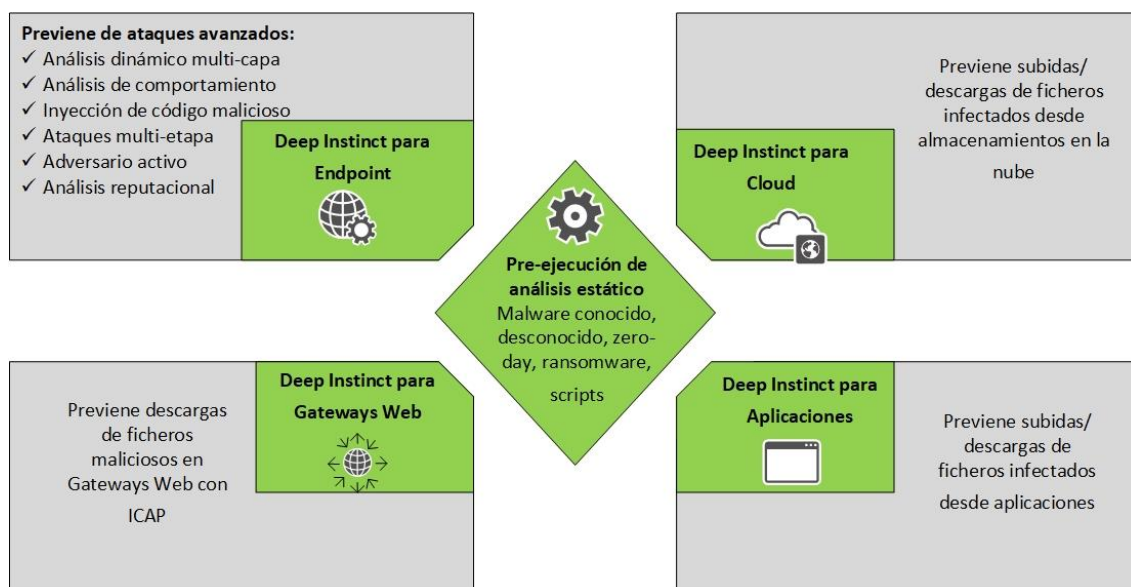 Previene de ataques avanzados:
✓ Análisis dinámico multi-capa
✓ Análisis de comportamiento
✓ Inyección de código malicioso
✓ Ataques multi-etapa
✓ Adversario activo
✓ Análisis reputacional
Deep Instinct para
Endpoint
Deep Instinct para
Cloud
Previene subidas/
descargas de ficheros
infectados desde
almacenamientos en la
nube
Pre-ejecución de
análisis estático
Malware conocido,
desconocido, zero-
day, ransomware,
scripts
Previene descargas
de ficheros
maliciosos en
Gateways Web con
ICAP
Deep Instinct para
Gateways Web
Deep Instinct para
Aplicaciones
Previene subidas/
descargas de
ficheros infectados
desde aplicaciones